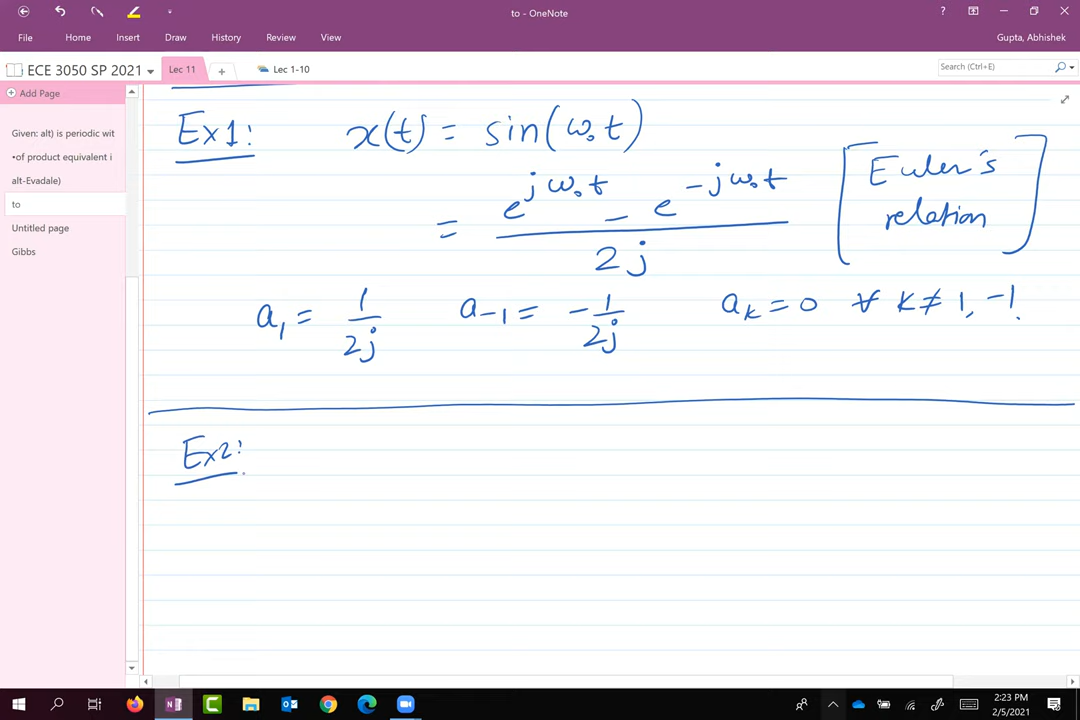 to - OneNote
?
Gupta, Abhishek
File Home Insert Draw History Review View
ECE 3050 SP 2021
Lec 11
+
Lec 1-10
Search (Ctrl+E)
Add Page
Given: alt) is periodic wit
•of product equivalent i
alt-Evadale)
to
Untitled page
Gibbs
Ex1: x(t) = sin(ω₀t)
= (e^{jω₀t} - e^{-jω₀t}) / 2j [Euler's relation]
a₁ = 1/2j a₋₁ = -1/2j aₖ = 0 ∀ k ≠ 1, -1.
Ex2:
2:23 PM
2/5/2021